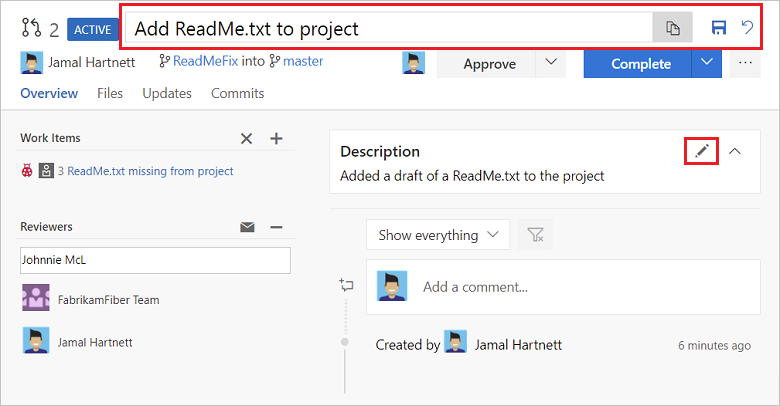 2 ACTIVE Add ReadMe.txt to project
Jamal Hartnett ReadMeFix into master Approve Complete ...
Overview Files Updates Commits
Work Items
3 ReadMe.txt missing from project
Reviewers
Johnnie McL
FabrikamFiber Team
Jamal Hartnett
Description
Added a draft of a ReadMe.txt to the project
Show everything
Add a comment...
Created by Jamal Hartnett 6 minutes ago